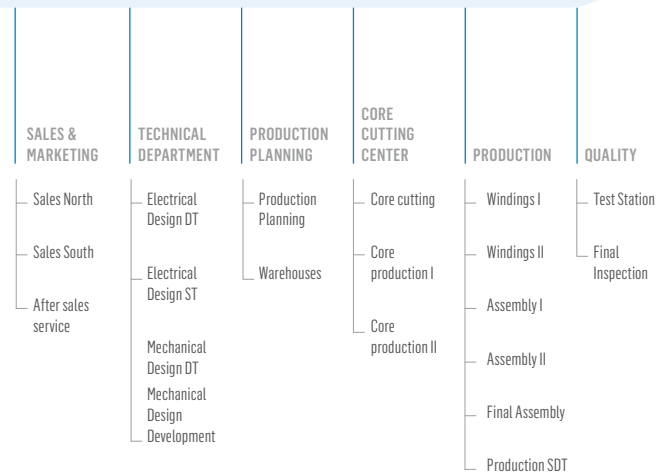 SALES &
MARKETING
Sales North
Sales South
After sales
service
TECHNICAL
DEPARTMENT
Electrical
Design DT
Electrical
Design ST
Mechanical
Design DT
Mechanical
Design
Development
PRODUCTION
PLANNING
Production
Planning
Warehouses
CORE
CUTTING
CENTER
Core cutting
Core
production I
Core
production II
PRODUCTION
Windings I
Windings II
Assembly I
Assembly II
Final Assembly
Production SDT
QUALITY
Test Station
Final
Inspection